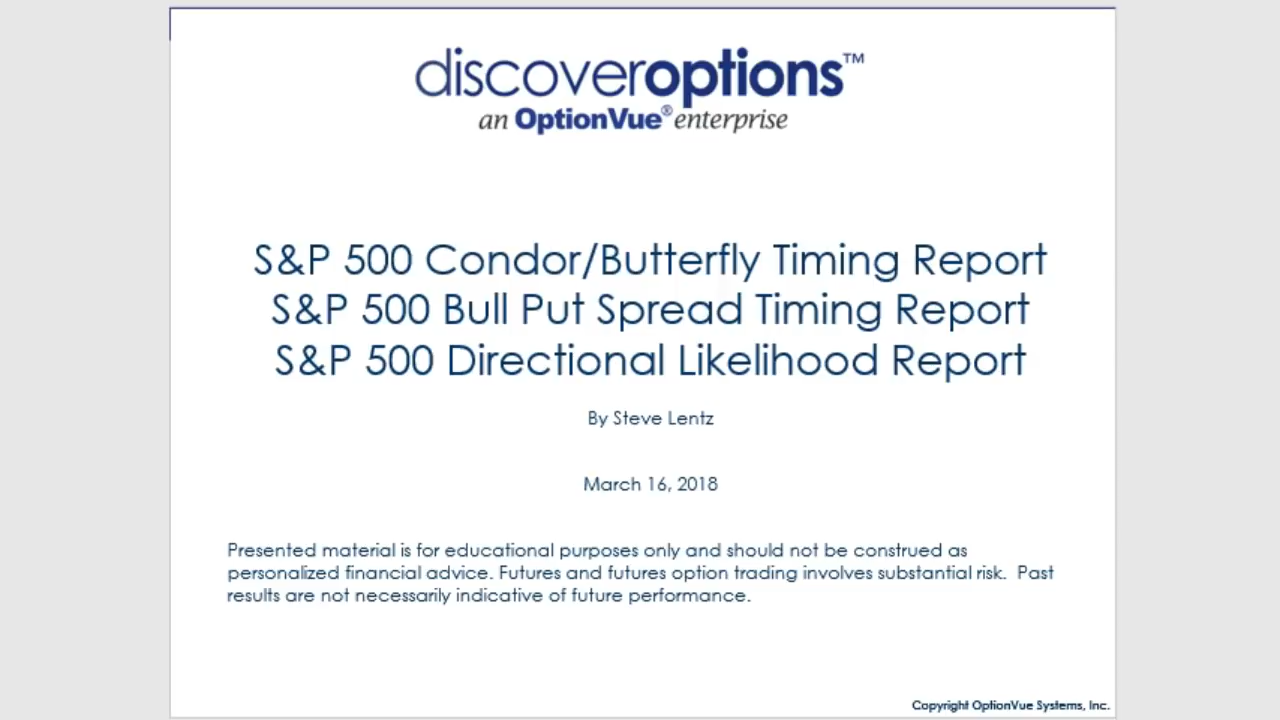 discoveroptions™
an OptionVue® enterprise
S&P 500 Condor/Butterfly Timing Report
S&P 500 Bull Put Spread Timing Report
S&P 500 Directional Likelihood Report
By Steve Lentz
March 16, 2018
Presented material is for educational purposes only and should not be construed as
personalized financial advice. Futures and futures option trading involves substantial risk.  Past
results are not necessarily indicative of future performance.
Copyright OptionVue Systems, Inc.